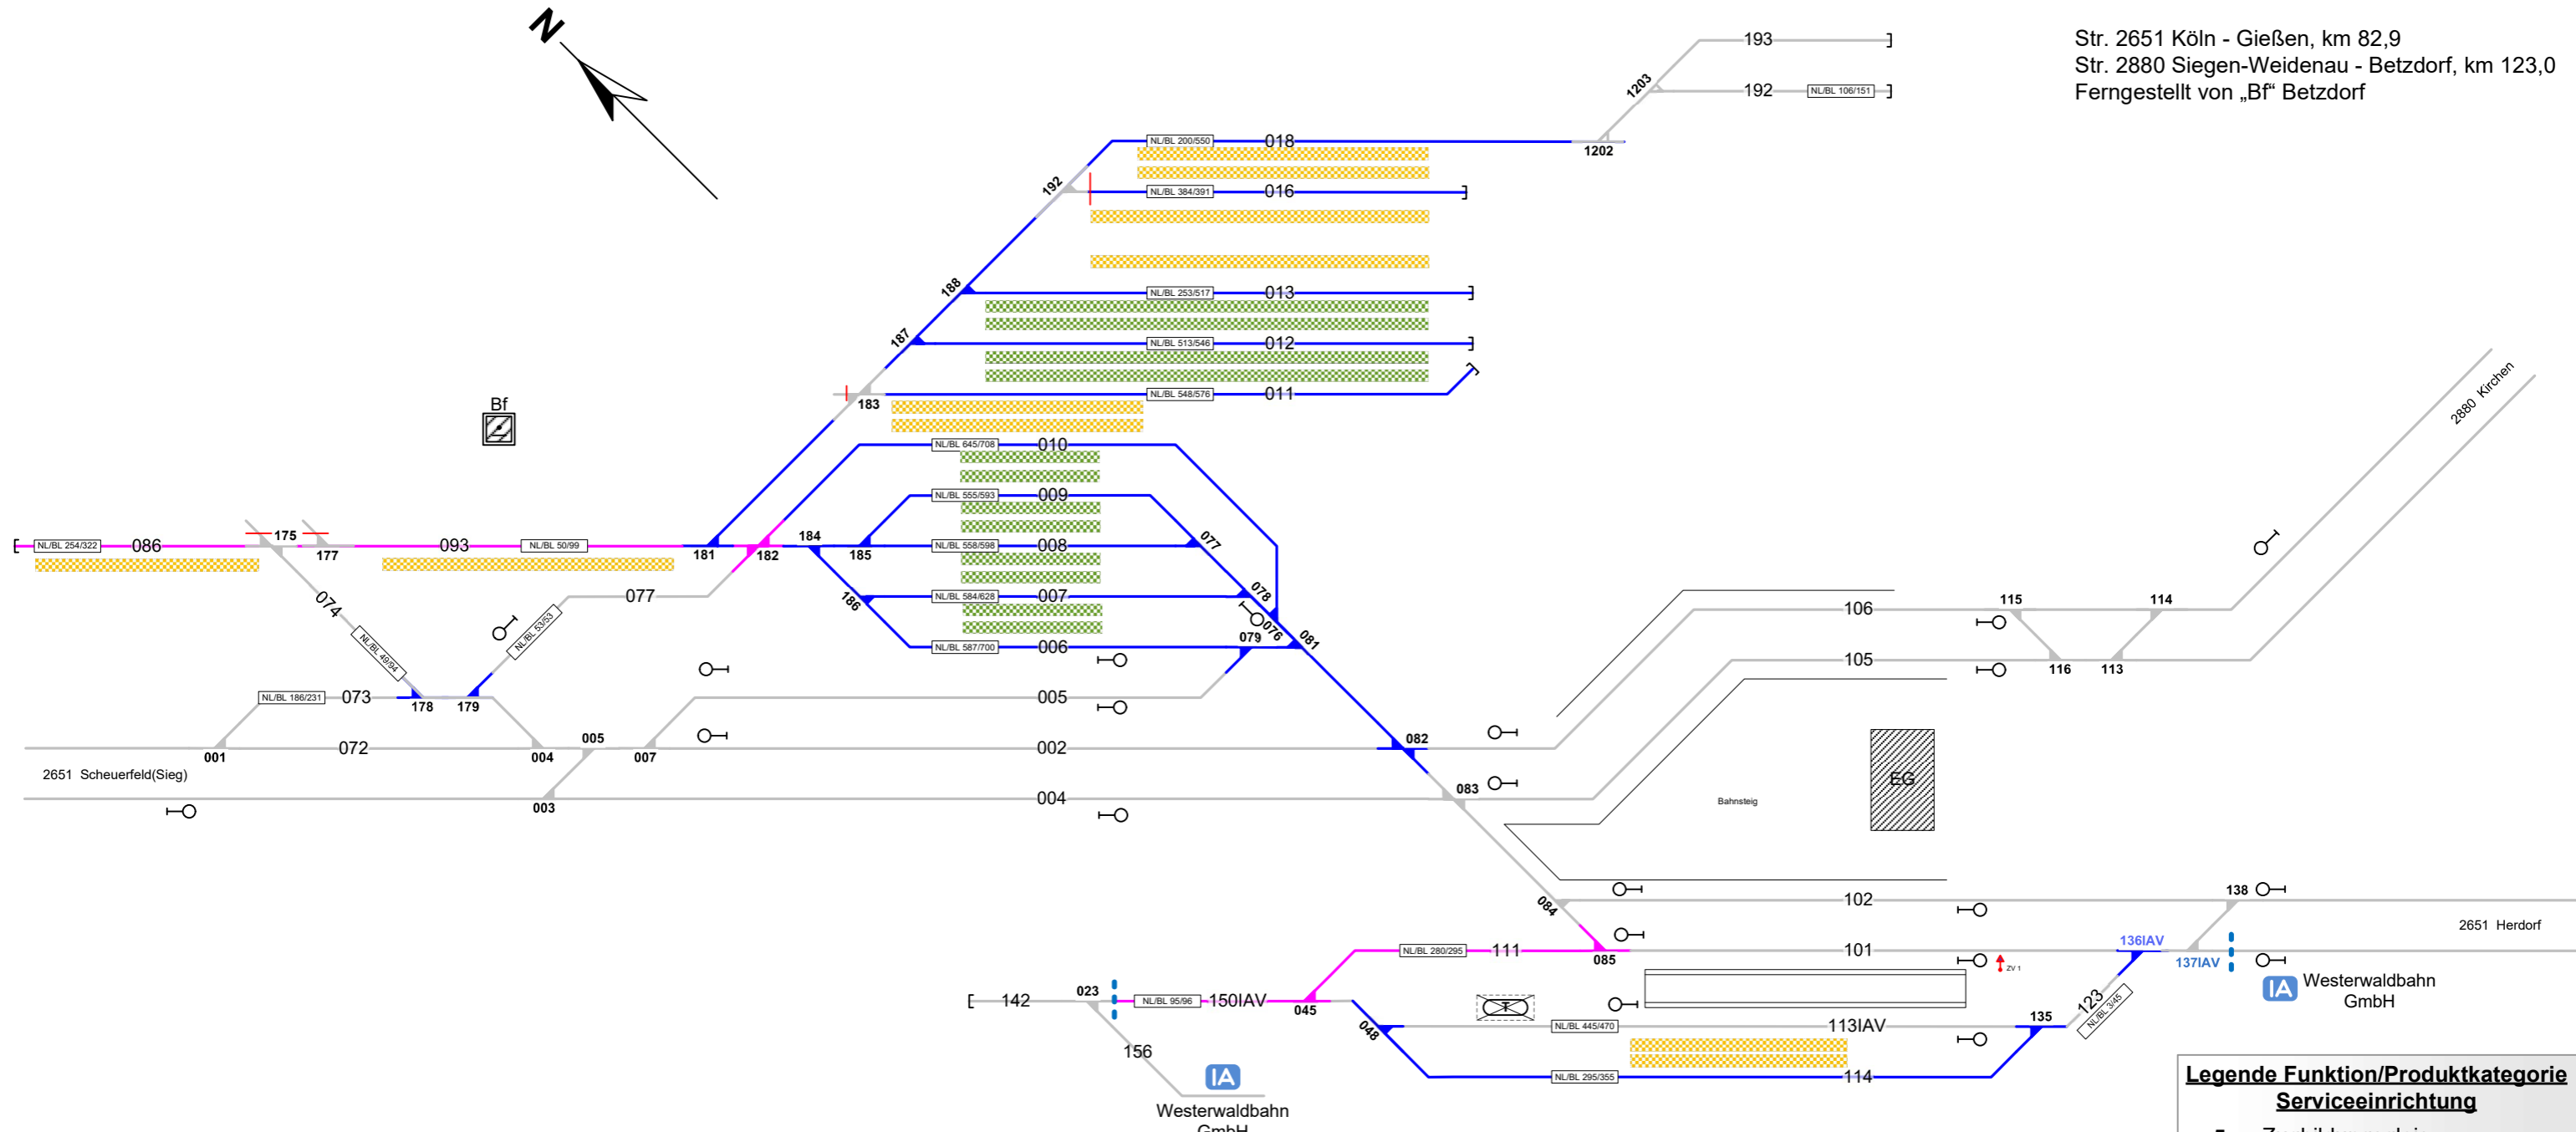 N
193
Str. 2651 Köln - Gießen, km 82,9
Str. 2880 Siegen-Weidenau - Betzdorf, km 123,0
Ferngestellt von „Bf“ Betzdorf
1203
192
NL/BL 106/151
NL/BL 200/550
018
1202
192
NL/BL 384/391
016
188
NL/BL 253/517
013
187
NL/BL 513/546
012
183
NL/BL 548/576
011
2880 Kirchen
Bf
NL/BL 645/708
010
NL/BL 555/593
009
175
177
NL/BL 254/322
086
093
NL/BL 50/99
181
182
184
185
NL/BL 558/598
008
077
074
077
186
NL/BL 584/628
007
078
076
115
114
106
NL/BL 49/94
NL/BL 53/53
NL/BL 587/700
006
079
081
105
116
113
NL/BL 186/231
073
178
179
005
001
072
004
005
007
002
082
2651 Scheuerfeld(Sieg)
003
004
083
EG
Bahnsteig
084
102
138
2651 Herdorf
NL/BL 280/295
111
085
101
136IAV
137IAV
ZV 1
142
023
NL/BL 95/96
150IAV
045
IA
Westerwaldbahn
GmbH
048
NL/BL 445/470
113IAV
135
123
NL/BL 3/45
156
NL/BL 295/355
114
IA
Westerwaldbahn
GmbH
Legende Funktion/Produktkategorie
Serviceeinrichtung